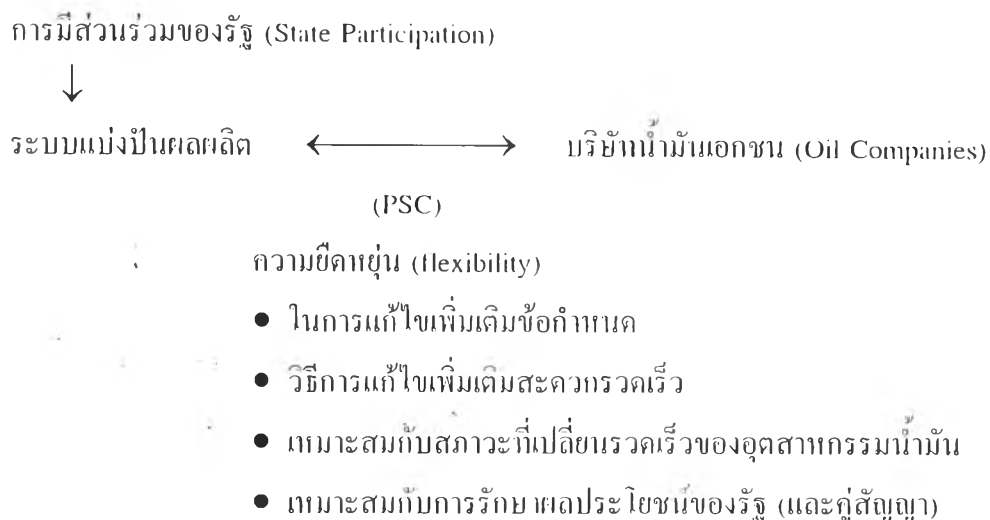 การมีส่วนร่วมของรัฐ (State Participation)
ระบบแบ่งปันผลผลิต บริษัทน้ำมันเอกชน (Oil Companies)
(PSC)
ความยืดหยุ่น (flexibility)
● ในการแก้ไขเพิ่มเติมข้อกำหนด
● วิธีการแก้ไขเพิ่มเติมสะดวกรวดเร็ว
● เหมาะสมกับสภาวะที่เปลี่ยนรวดเร็วของอุตสาหกรรมน้ำมัน
● เหมาะสมกับการรักษาผลประโยชน์ของรัฐ (และคู่สัญญา)